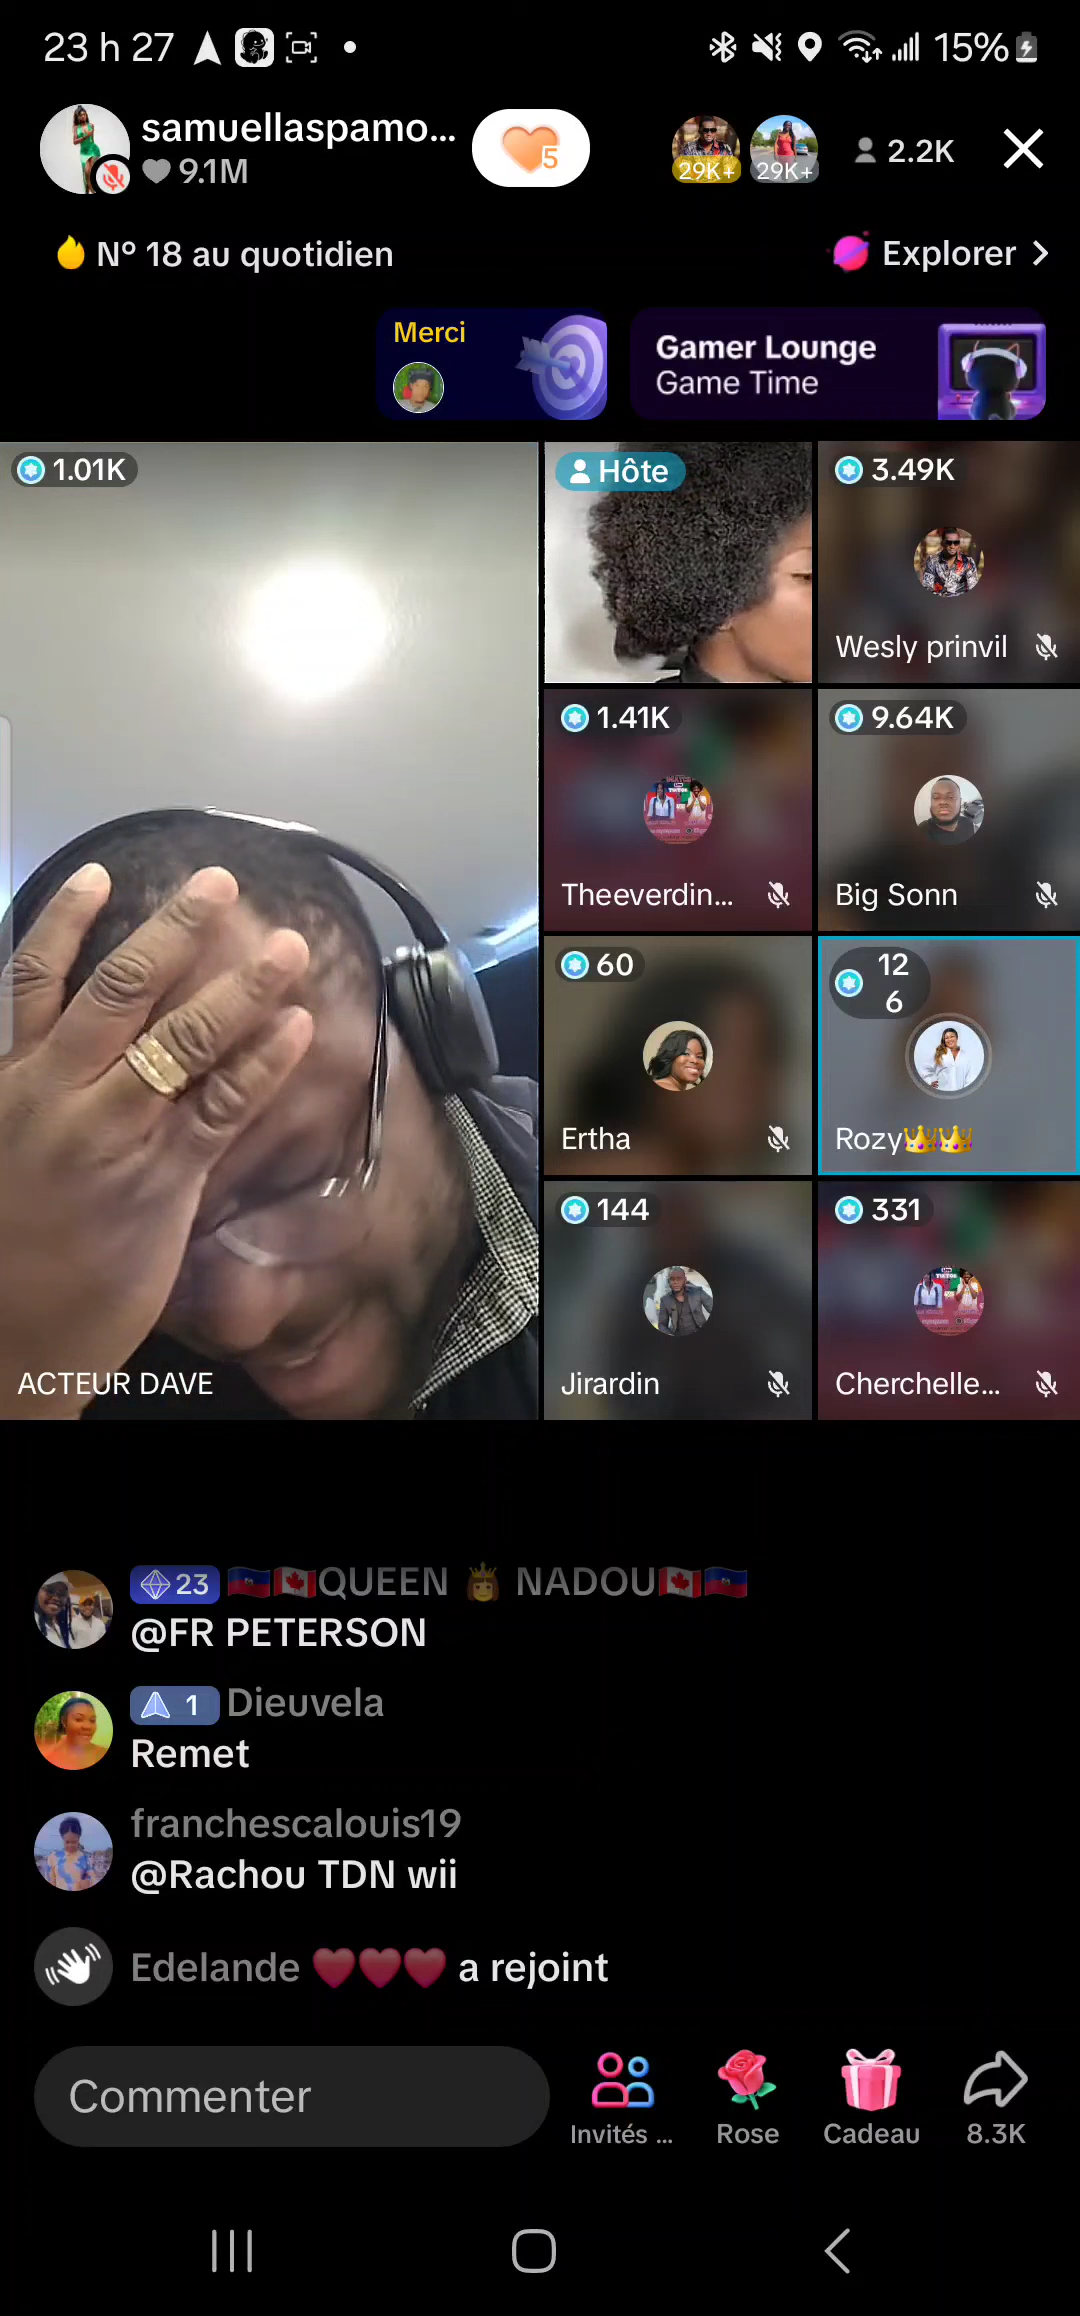 23 h 27
15%
samuellaspamo...
9.1M
5
29K+
29K+
2.2K
N° 18 au quotidien
Explorer
Merci
Gamer Lounge
Game Time
1.01K
Hôte
3.49K
Wesly prinvil
1.41K
9.64K
Theeverdin...
Big Sonn
60
12
6
Ertha
Rozy👑👑
144
331
ACTEUR DAVE
Jirardin
Cherchelle...
23 🇭🇹🇨🇦QUEEN 👸 NADOU🇨🇦🇭🇹
@FR PETERSON
1 Dieuvela
Remet
franchescalouis19
@Rachou TDN wii
Edelande ❤️❤️❤️ a rejoint
Commenter
Invités ...
Rose
Cadeau
8.3K